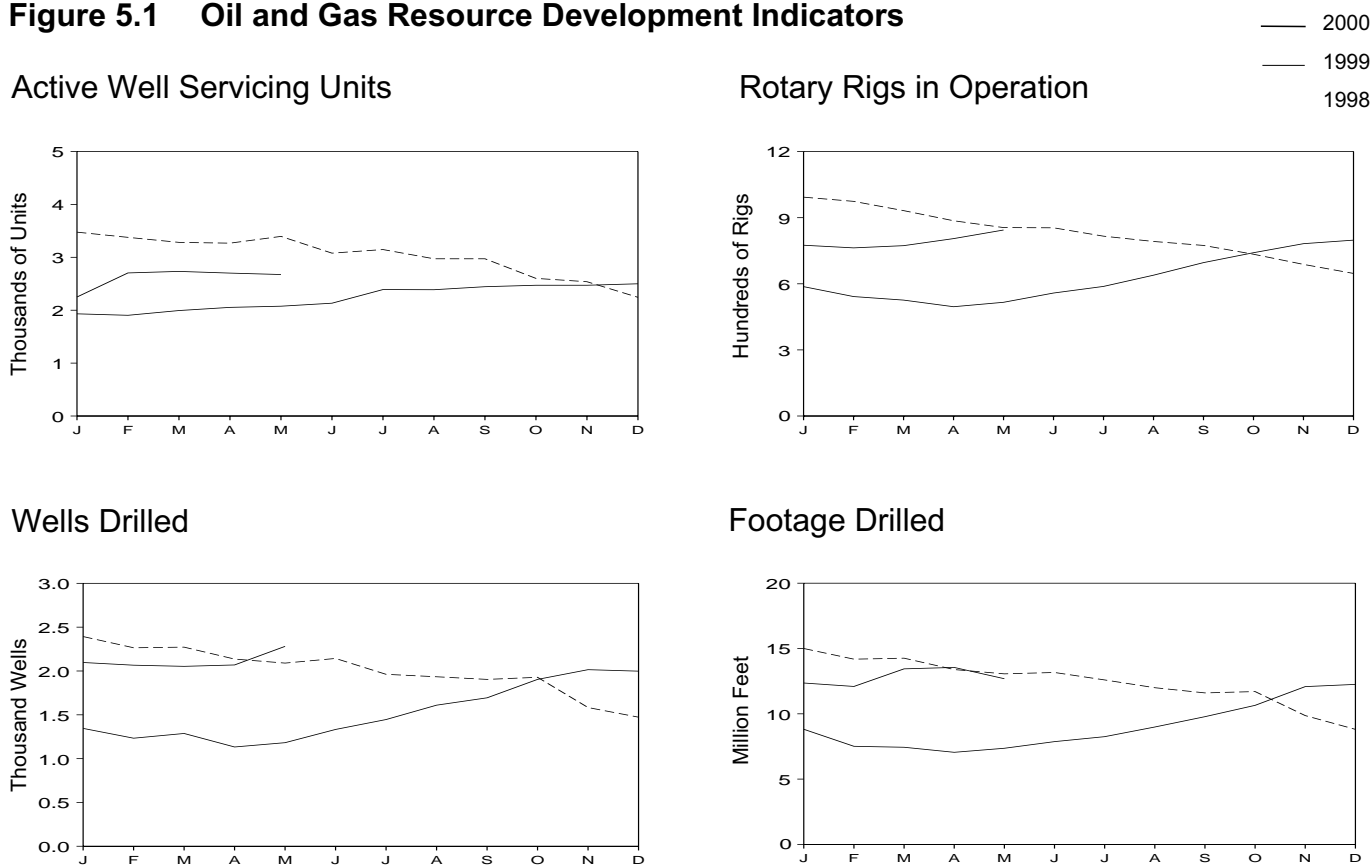 Figure 5.1 Oil and Gas Resource Development Indicators
2000
1999
1998
Active Well Servicing Units
Thousands of Units
5
4
3
2
1
0
J F M A M J J A S O N D
Rotary Rigs in Operation
Hundreds of Rigs
12
9
6
3
0
J F M A M J J A S O N D
Wells Drilled
Thousand Wells
3.0
2.5
2.0
1.5
1.0
0.5
0.0
J F M A M J J A S O N D
Footage Drilled
Million Feet
20
15
10
5
0
J F M A M J J A S O N D